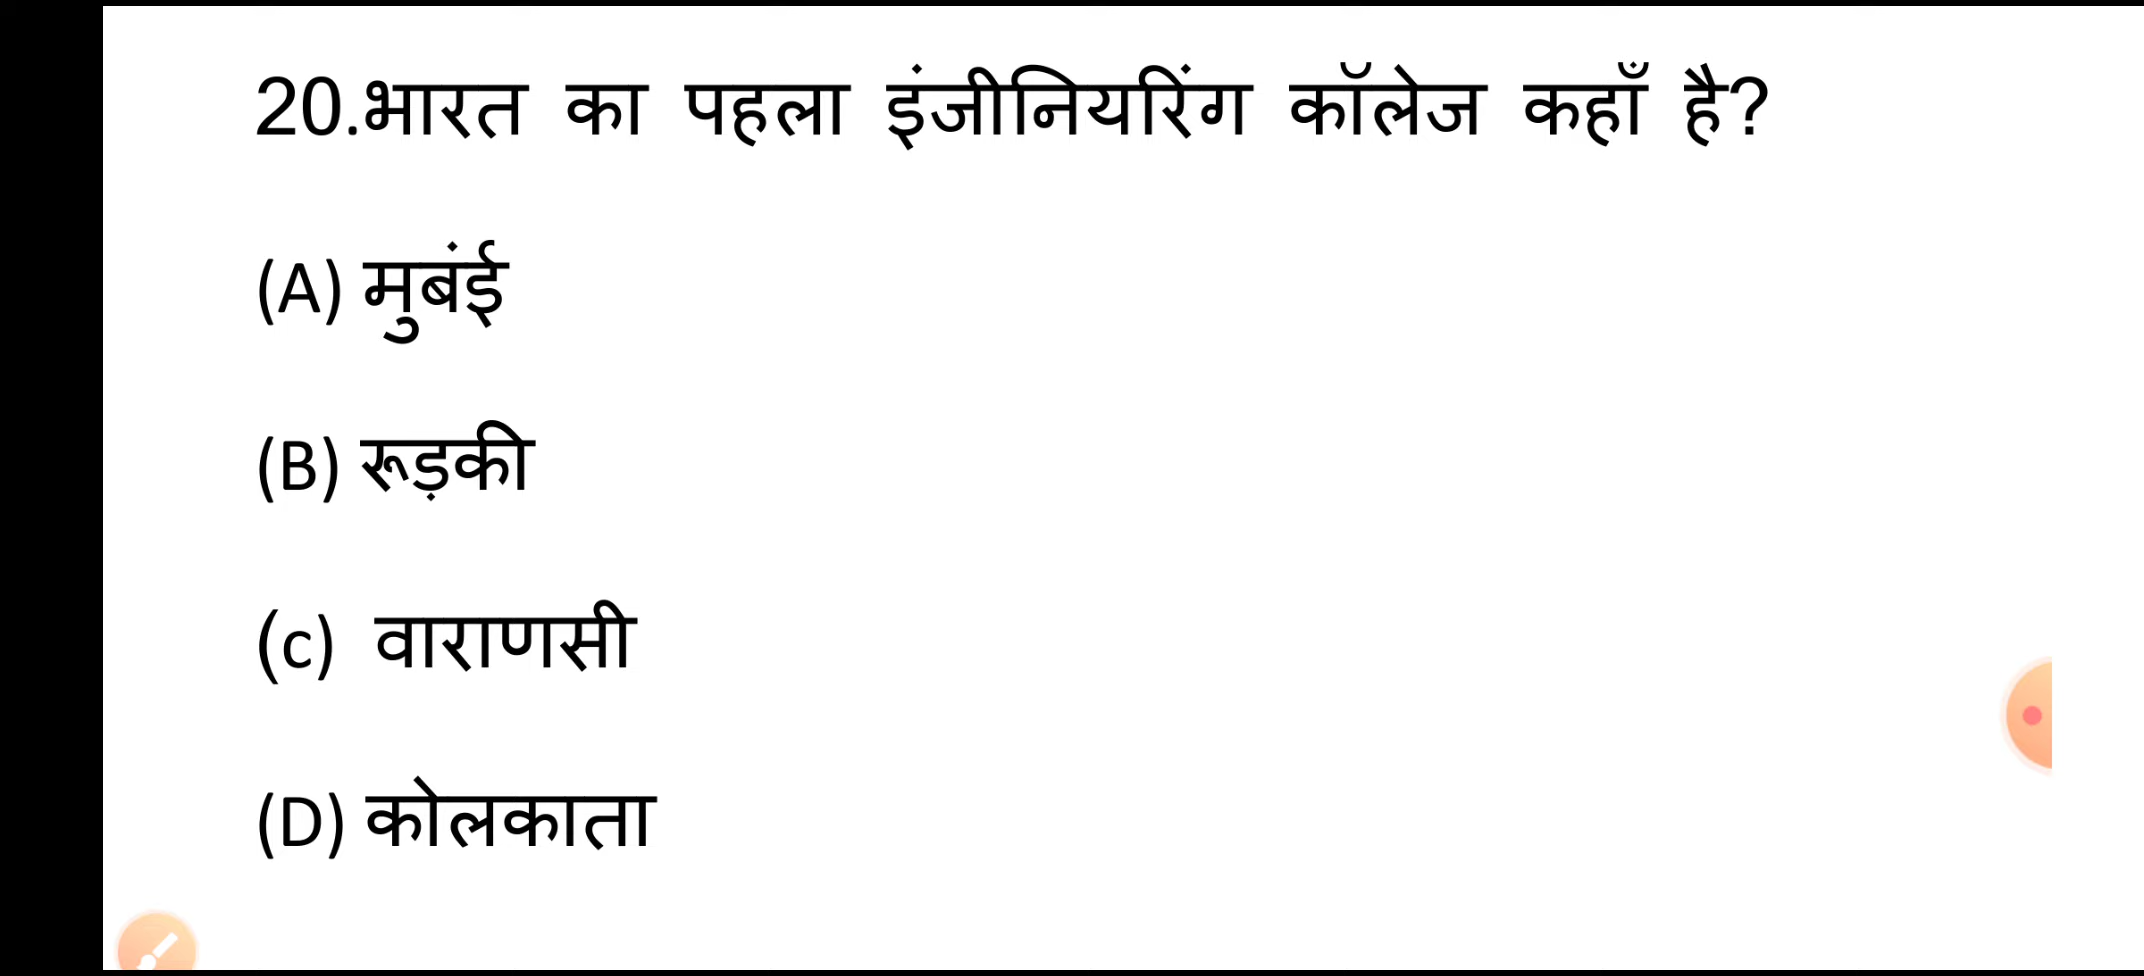 20.भारत का पहला इंजीनियरिंग कॉलेज कहाँ है?
(A) मुबंई
(B) रूड़की
(c) वाराणसी
(D) कोलकाता